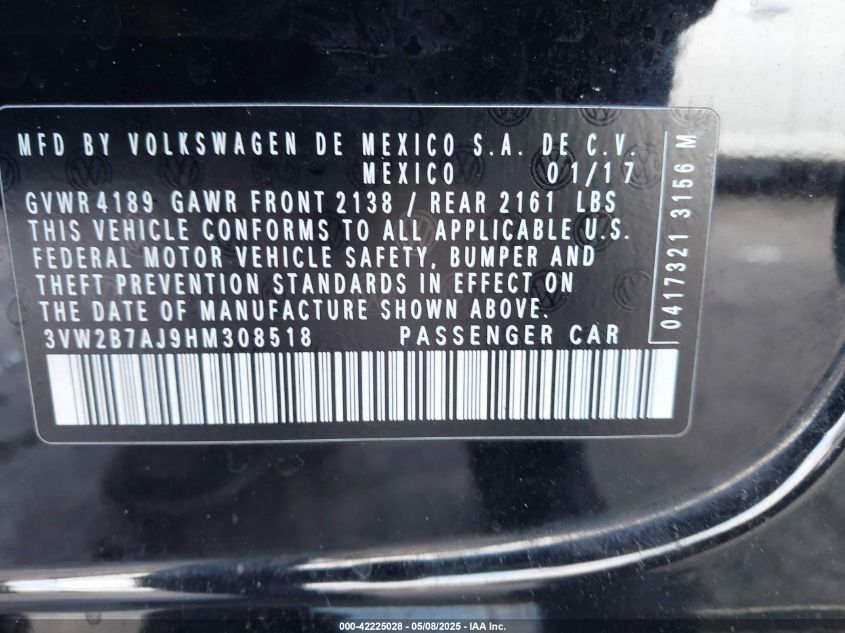 MFD BY VOLKSWAGEN DE MEXICO S.A. DE C.V.
MEXICO 01/17
GVWR 4189 GAWR FRONT 2138 / REAR 2161 LBS
THIS VEHICLE CONFORMS TO ALL APPLICABLE U.S.
FEDERAL MOTOR VEHICLE SAFETY, BUMPER AND
THEFT PREVENTION STANDARDS IN EFFECT ON
THE DATE OF MANUFACTURE SHOWN ABOVE.
3VW2B7AJ9HM308518 PASSENGER CAR
0417321 3156 M
000-42225028 - 05/08/2025 - IAA Inc.